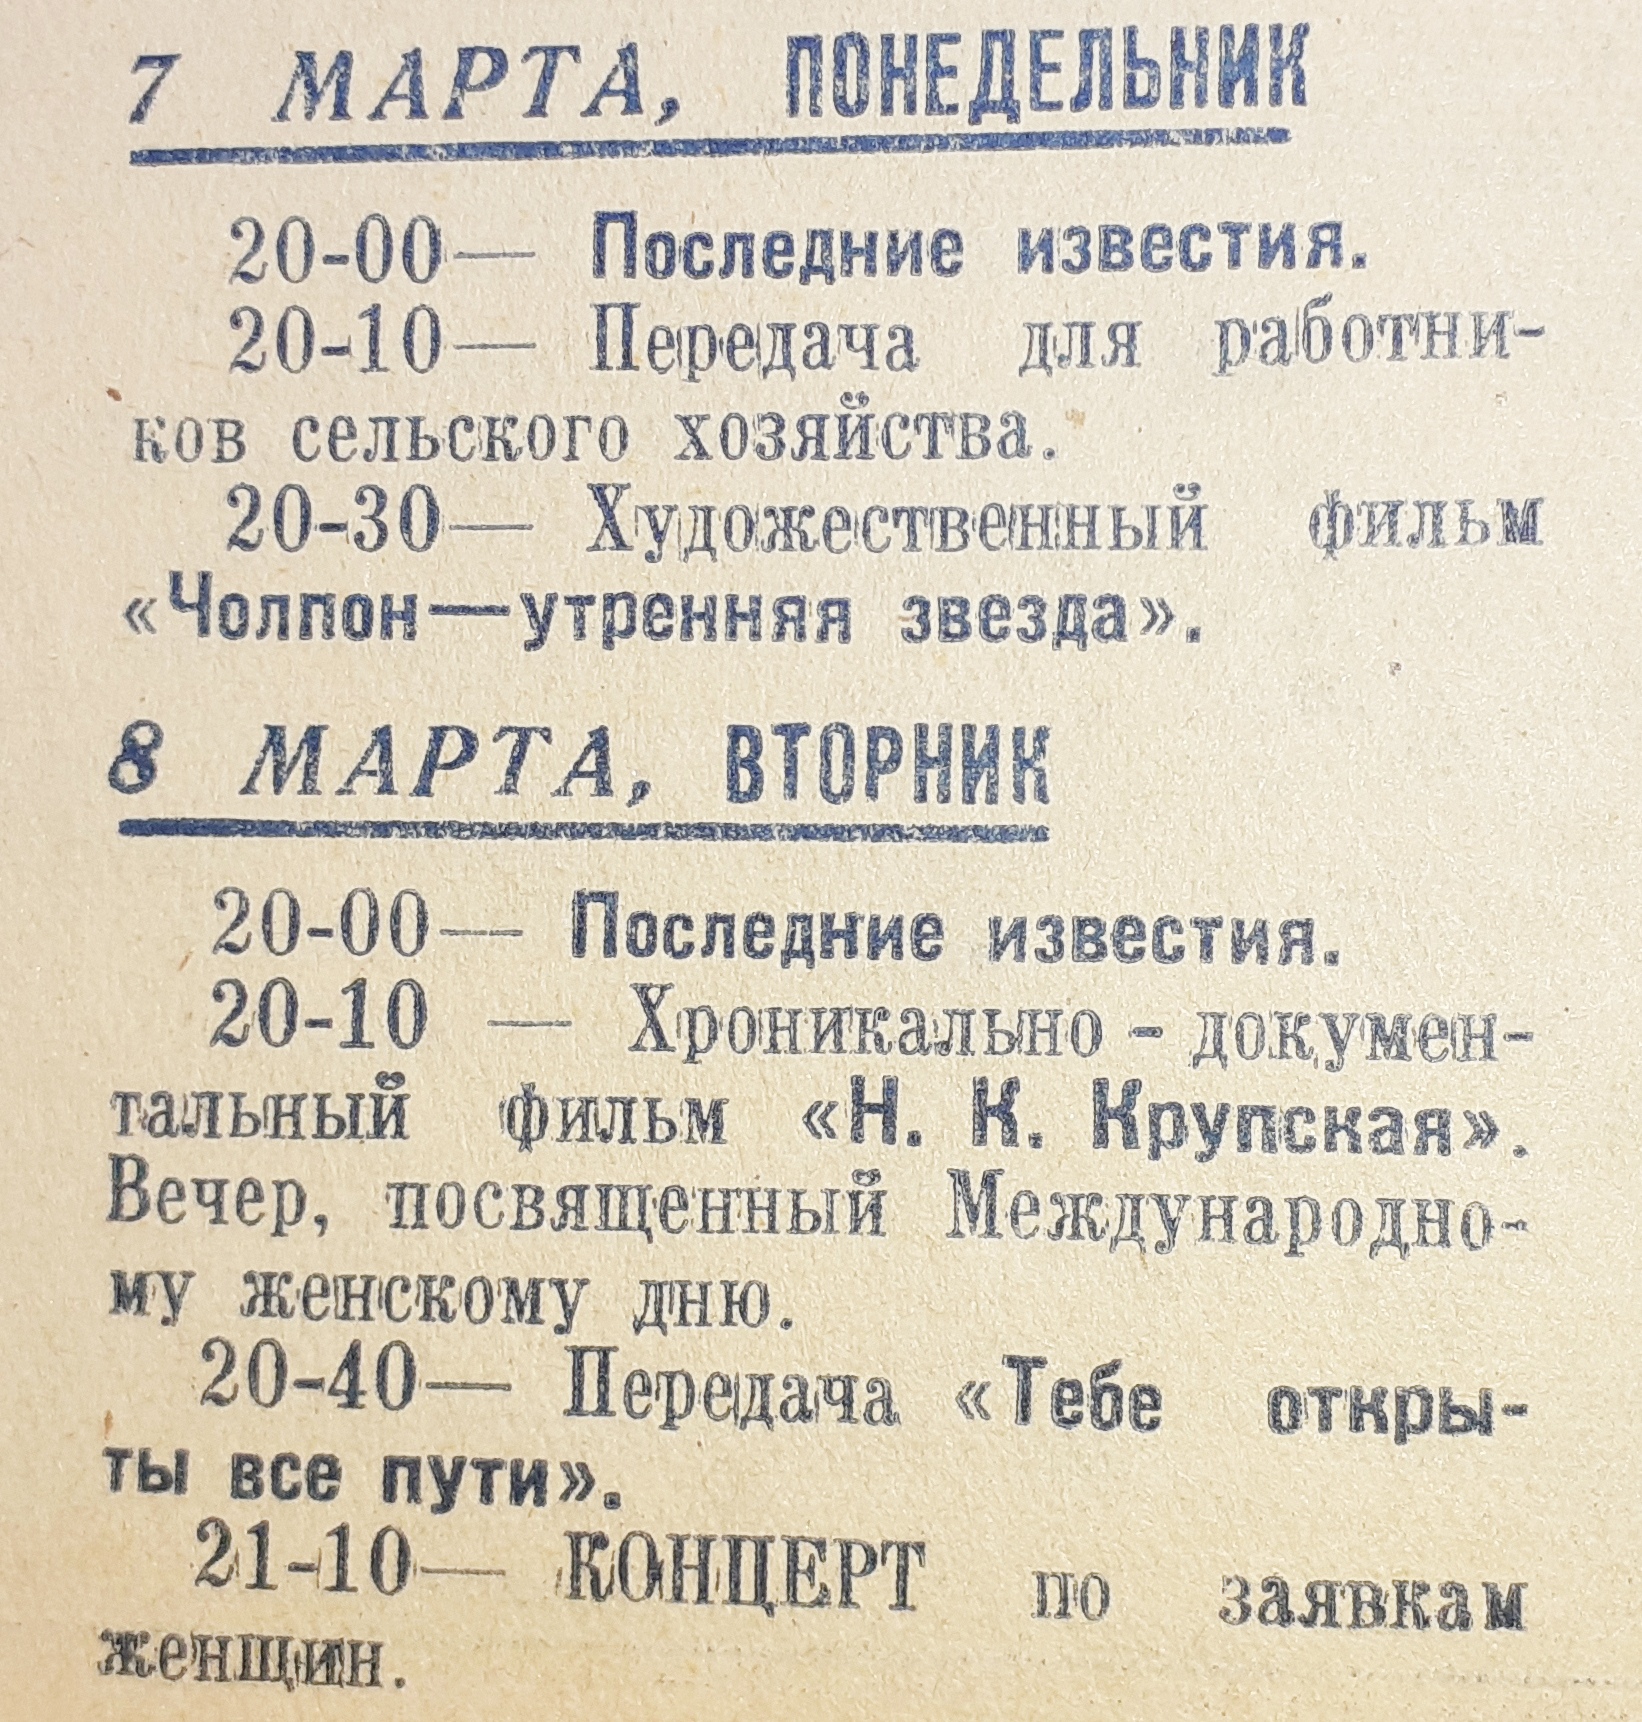 7 МАРТА, ПОНЕДЕЛЬНИК
20-00— Последние известия.
20-10— Передача для работни-
ков сельского хозяйства.
20-30— Художественный фильм
«Чолпон—утренняя звезда».
8 МАРТА, ВТОРНИК
20-00— Последние известия.
20-10 — Хроникально - докумен-
тальный фильм «Н. К. Крупская».
Вечер, посвященный Международно-
му женскому дню.
20-40— Передача «Тебе откры-
ты все пути».
21-10— КОНЦЕРТ по заявкам
женщин.